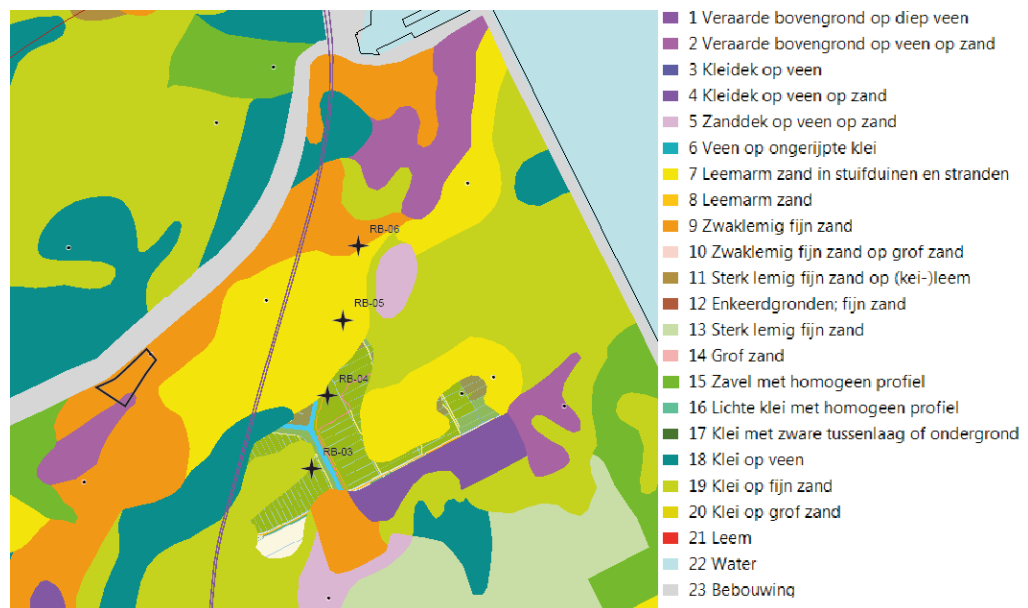 RB-06
RB-05
RB-04
RB-03
1 Veraarde bovengrond op diep veen
2 Veraarde bovengrond op veen op zand
3 Kleidek op veen
4 Kleidek op veen op zand
5 Zanddek op veen op zand
6 Veen op ongerijpte klei
7 Leemarm zand in stuifduinen en stranden
8 Leemarm zand
9 Zwaklemig fijn zand
10 Zwaklemig fijn zand op grof zand
11 Sterk lemig fijn zand op (kei-)leem
12 Enkeerdgronden; fijn zand
13 Sterk lemig fijn zand
14 Grof zand
15 Zavel met homogeen profiel
16 Lichte klei met homogeen profiel
17 Klei met zware tussenlaag of ondergrond
18 Klei op veen
19 Klei op fijn zand
20 Klei op grof zand
21 Leem
22 Water
23 Bebouwing